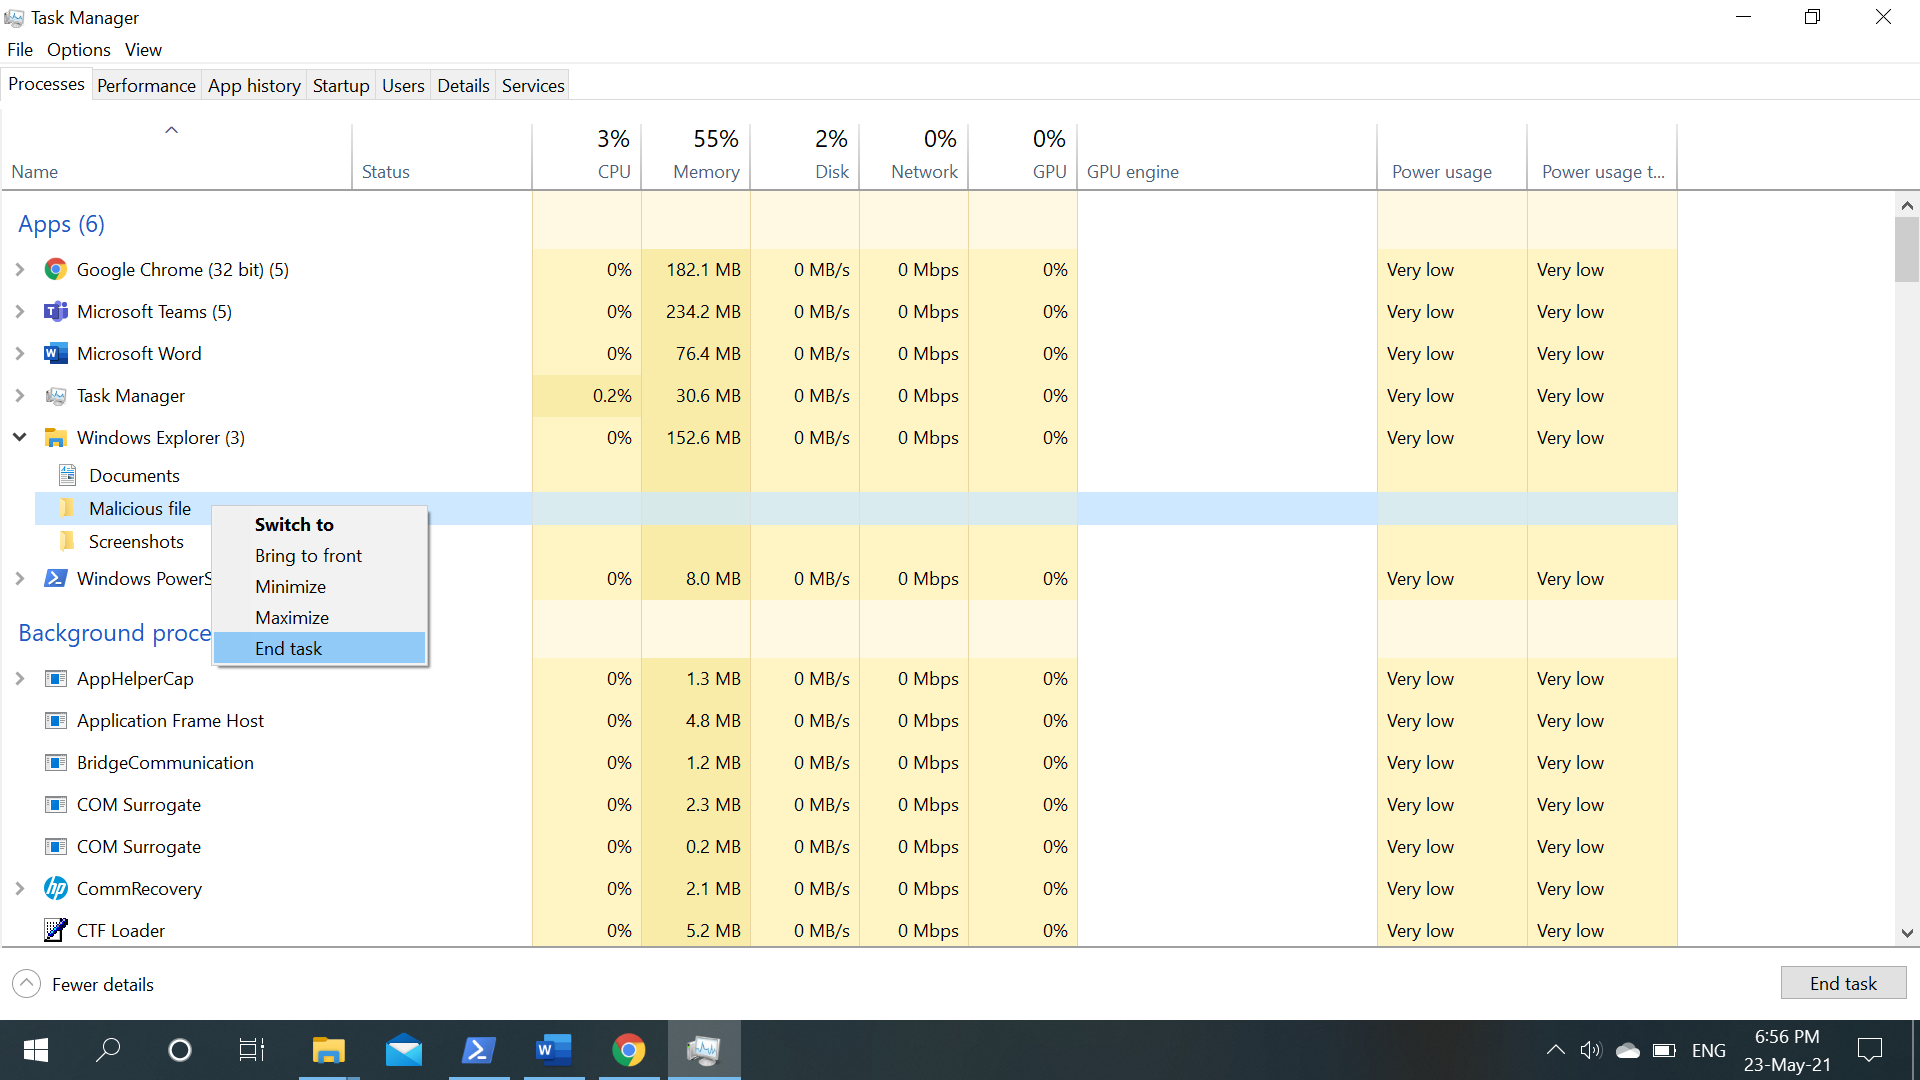 Task Manager
File Options View
Processes Performance App history Startup Users Details Services
3% 55% 2% 0% 0%
Name Status CPU Memory Disk Network GPU GPU engine Power usage Power usage t...
Apps (6)
Google Chrome (32 bit) (5) 0% 182.1 MB 0 MB/s 0 Mbps 0% Very low Very low
Microsoft Teams (5) 0% 234.2 MB 0 MB/s 0 Mbps 0% Very low Very low
Microsoft Word 0% 76.4 MB 0 MB/s 0 Mbps 0% Very low Very low
Task Manager 0.2% 30.6 MB 0 MB/s 0 Mbps 0% Very low Very low
Windows Explorer (3) 0% 152.6 MB 0 MB/s 0 Mbps 0% Very low Very low
Documents
Malicious file
Switch to
Screenshots
Bring to front
Windows PowerS 0% 8.0 MB 0 MB/s 0 Mbps 0% Very low Very low
Minimize
Maximize
Background proce
End task
AppHelperCap 0% 1.3 MB 0 MB/s 0 Mbps 0% Very low Very low
Application Frame Host 0% 4.8 MB 0 MB/s 0 Mbps 0% Very low Very low
BridgeCommunication 0% 1.2 MB 0 MB/s 0 Mbps 0% Very low Very low
COM Surrogate 0% 2.3 MB 0 MB/s 0 Mbps 0% Very low Very low
COM Surrogate 0% 0.2 MB 0 MB/s 0 Mbps 0% Very low Very low
CommRecovery 0% 2.1 MB 0 MB/s 0 Mbps 0% Very low Very low
CTF Loader 0% 5.2 MB 0 MB/s 0 Mbps 0% Very low Very low
Fewer details End task
6:56 PM
ENG
23-May-21